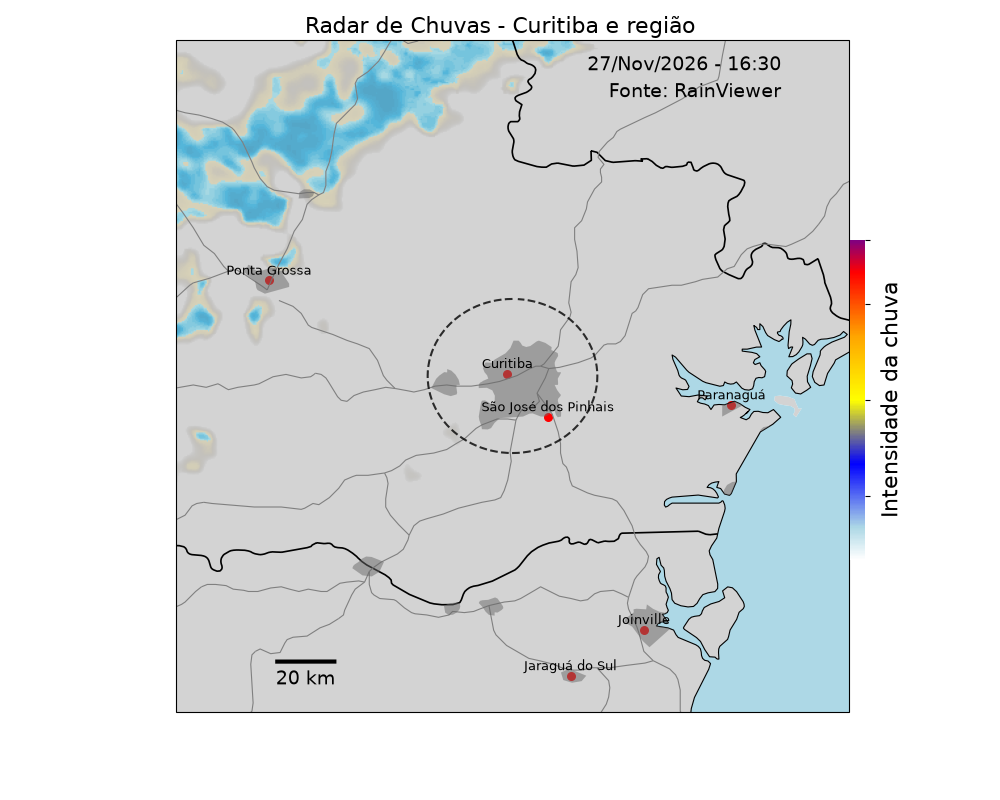 Radar de Chuvas - Curitiba e região
27/Nov/2026 - 16:30
Fonte: RainViewer
Ponta Grossa
Curitiba
São José dos Pinhais
Paranaguá
Intensidade da chuva
Joinville
Jaraguá do Sul
20 km